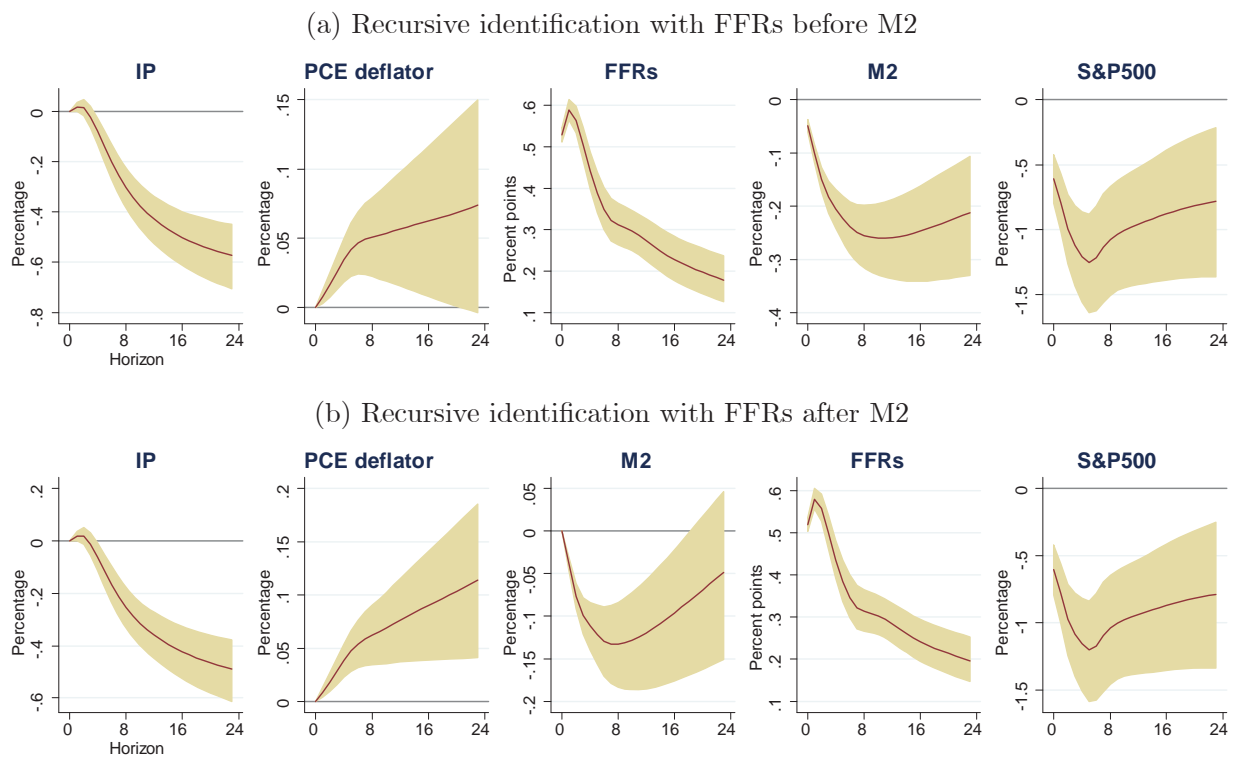 (a) Recursive identification with FFRs before M2
IP
PCE deflator
FFRs
M2
S&P500
Percentage
0
-.2
-.4
-.6
-.8
0 8 16 24
Horizon
Percentage
.15
.1
.05
0
0 8 16 24
Percent points
.6
.5
.4
.3
.2
.1
0 8 16 24
Percentage
0
-.1
-.2
-.3
-.4
0 8 16 24
Percentage
0
-.5
-1
-1.5
0 8 16 24
(b) Recursive identification with FFRs after M2
IP
PCE deflator
M2
FFRs
S&P500
Percentage
.2
0
-.2
-.4
-.6
0 8 16 24
Horizon
Percentage
.2
.15
.1
.05
0
0 8 16 24
Percentage
.05
0
-.05
-.1
-.15
-.2
0 8 16 24
Percent points
.6
.5
.4
.3
.2
.1
0 8 16 24
Percentage
0
-.5
-1
-1.5
0 8 16 24